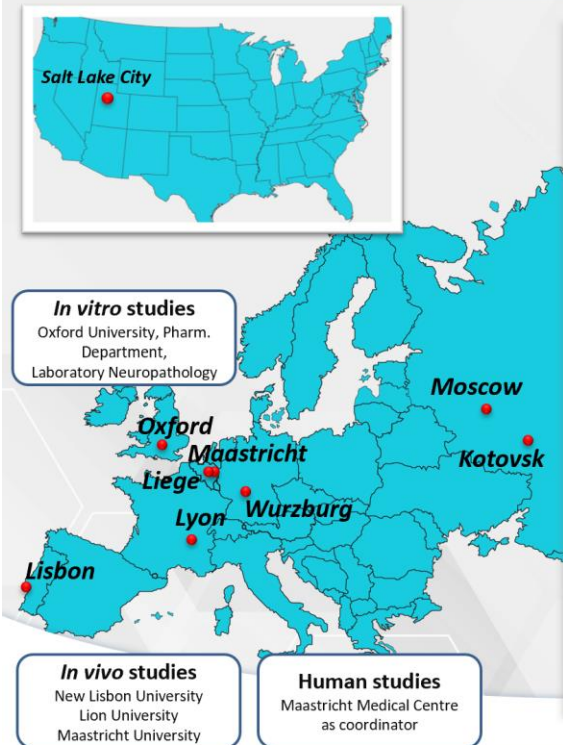 Salt Lake City
In vitro studies
Oxford University, Pharm.
Department,
Laboratory Neuropathology
Moscow
Oxford
Maastricht
Kotovsk
Liege
Wurzburg
Lyon
Lisbon
In vivo studies
New Lisbon University
Lion University
Maastricht University
Human studies
Maastricht Medical Centre
as coordinator